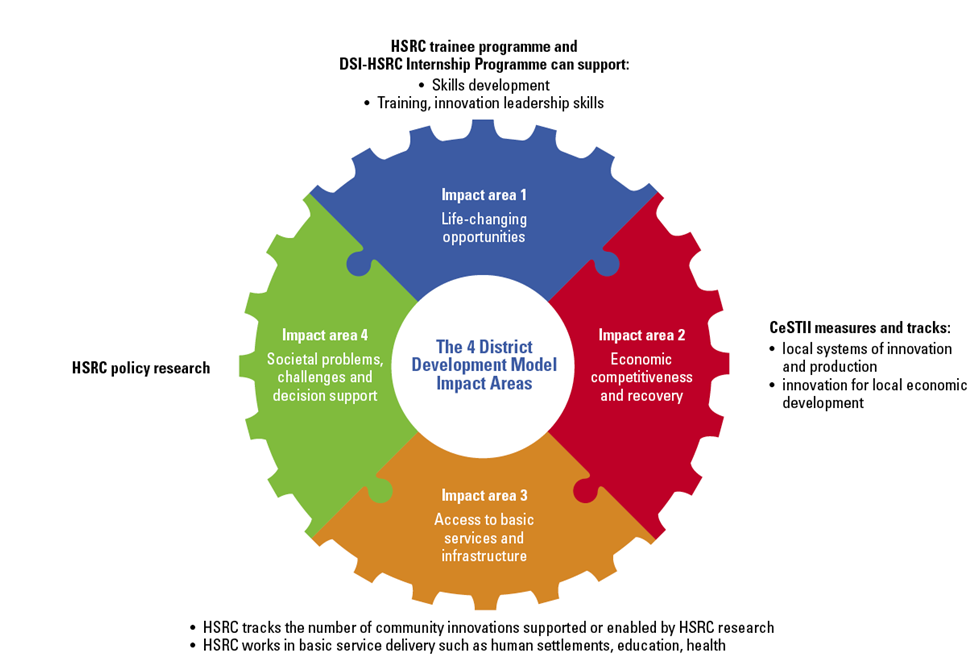 HSRC trainee programme and
DSI-HSRC Internship Programme can support:
• Skills development
• Training, innovation leadership skills
Impact area 1
Life-changing
opportunities
Impact area 2
Economic
competitiveness
and recovery
CeSTII measures and tracks:
• local systems of innovation
and production
• innovation for local economic
development
Impact area 3
Access to basic
services and
infrastructure
• HSRC tracks the number of community innovations supported or enabled by HSRC research
• HSRC works in basic service delivery such as human settlements, education, health
Impact area 4
Societal problems,
challenges and
decision support
HSRC policy research
The 4 District
Development Model
Impact Areas